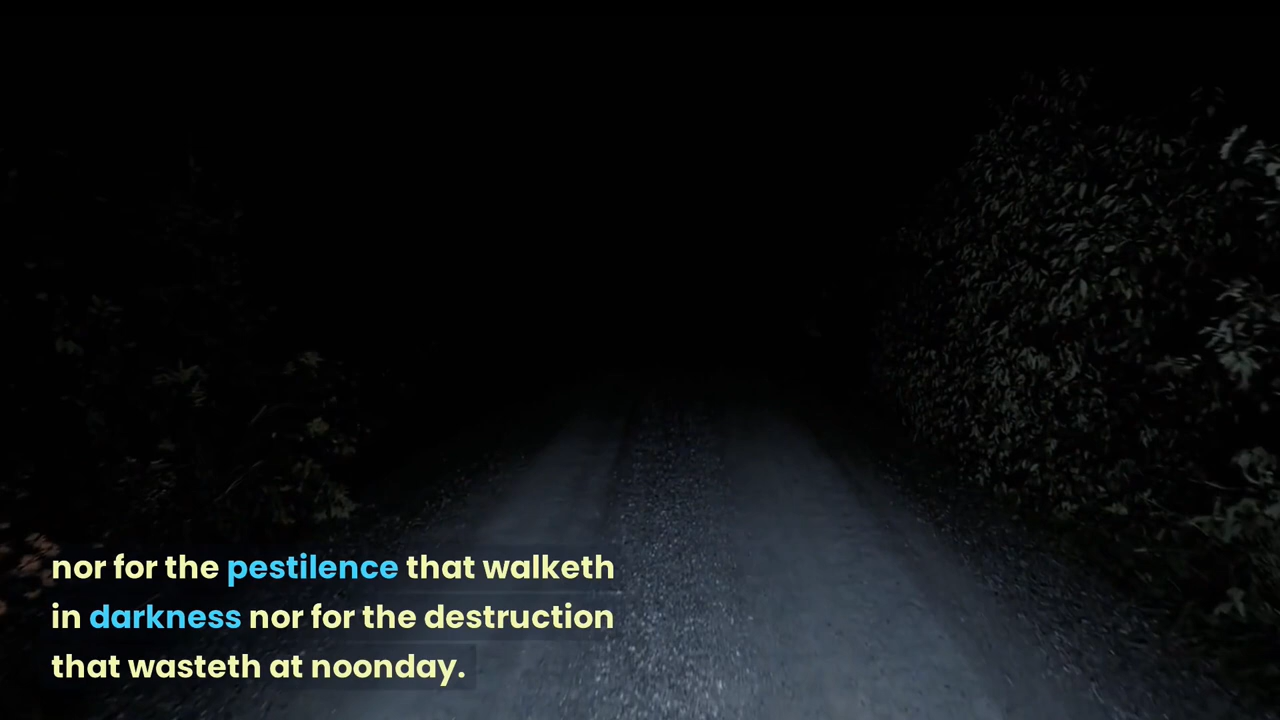 nor for the pestilence that walketh
in darkness nor for the destruction
that wasteth at noonday.